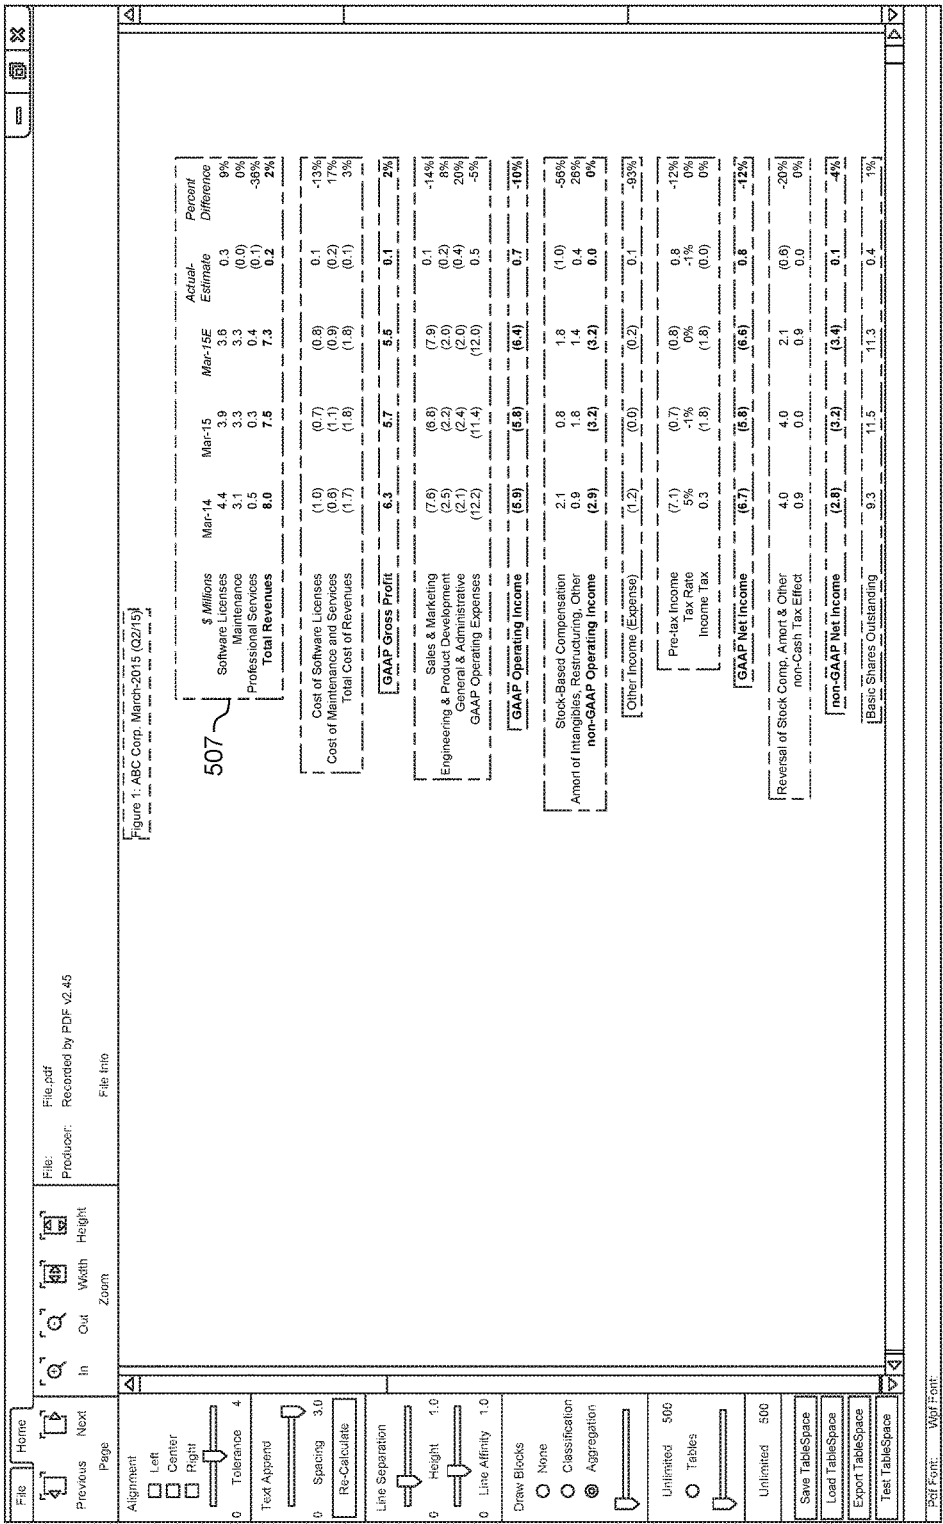 File Home
Previous Next
Page
In Out Width Height
Zoom
File: File.pdf
Producer: Recorded by PDF v2.45
File Info
Alignment
Left
Center
Right
0 Tolerance 4
Text Append
0 Spacing 3.0
Re-Calculate
Line Separation
0 Height 1.0
0 Line Affinity 1.0
Draw Blocks
None
Classification
Aggregation
Unlimited 500
Tables
Unlimited 500
Save TableSpace
Load TableSpace
Export TableSpace
Test TableSpace
Figure 1: ABC Corp. March-2015 (Q2/15)
507
$ Millions Mar-14 Mar-15 Mar-15E Actual-Estimate Percent Difference
Software Licenses 4.4 3.9 3.6 0.3 9%
Maintenance 3.1 3.3 3.3 (0.0) 0%
Professional Services 0.5 0.3 0.4 (0.1) -36%
Total Revenues 8.0 7.5 7.3 0.2 2%
Cost of Software Licenses (1.0) (0.7) (0.8) 0.1 -13%
Cost of Maintenance and Services (0.6) (1.1) (0.9) (0.2) 17%
Total Cost of Revenues (1.7) (1.8) (1.8) (0.1) 3%
GAAP Gross Profit 6.3 5.7 5.5 0.1 2%
Sales & Marketing (7.6) (6.8) (7.9) 0.1 -14%
Engineering & Product Development (2.5) (2.2) (2.0) (0.2) 8%
General & Administrative (2.1) (2.4) (2.0) (0.4) 20%
GAAP Operating Expenses (12.2) (11.4) (12.0) 0.5 -5%
GAAP Operating Income (5.9) (5.8) (6.4) 0.7 -10%
Stock-Based Compensation 2.1 0.8 1.8 (1.0) -56%
Amort of Intangibles, Restructuring, Other 0.9 1.8 1.4 0.4 26%
non-GAAP Operating Income (2.9) (3.2) (3.2) 0.0 0%
Other Income (Expense) (1.2) (0.0) (0.2) 0.1 -93%
Pre-tax Income (7.1) (0.7) (0.8) 0.8 -12%
Tax Rate 5% -1% 0% -1% 0%
Income Tax 0.3 (1.8) (1.8) (0.0) 0%
GAAP Net Income (6.7) (5.8) (6.6) 0.8 -12%
Reversal of Stock Comp, Amort & Other 4.0 4.0 2.1 (0.6) -20%
non-Cash Tax Effect 0.9 0.0 0.9 0.0 0%
non-GAAP Net Income (2.8) (3.2) (3.4) 0.1 -4%
Basic Shares Outstanding 9.3 11.5 11.3 0.4 1%
Pdf Font: Wpf Font: